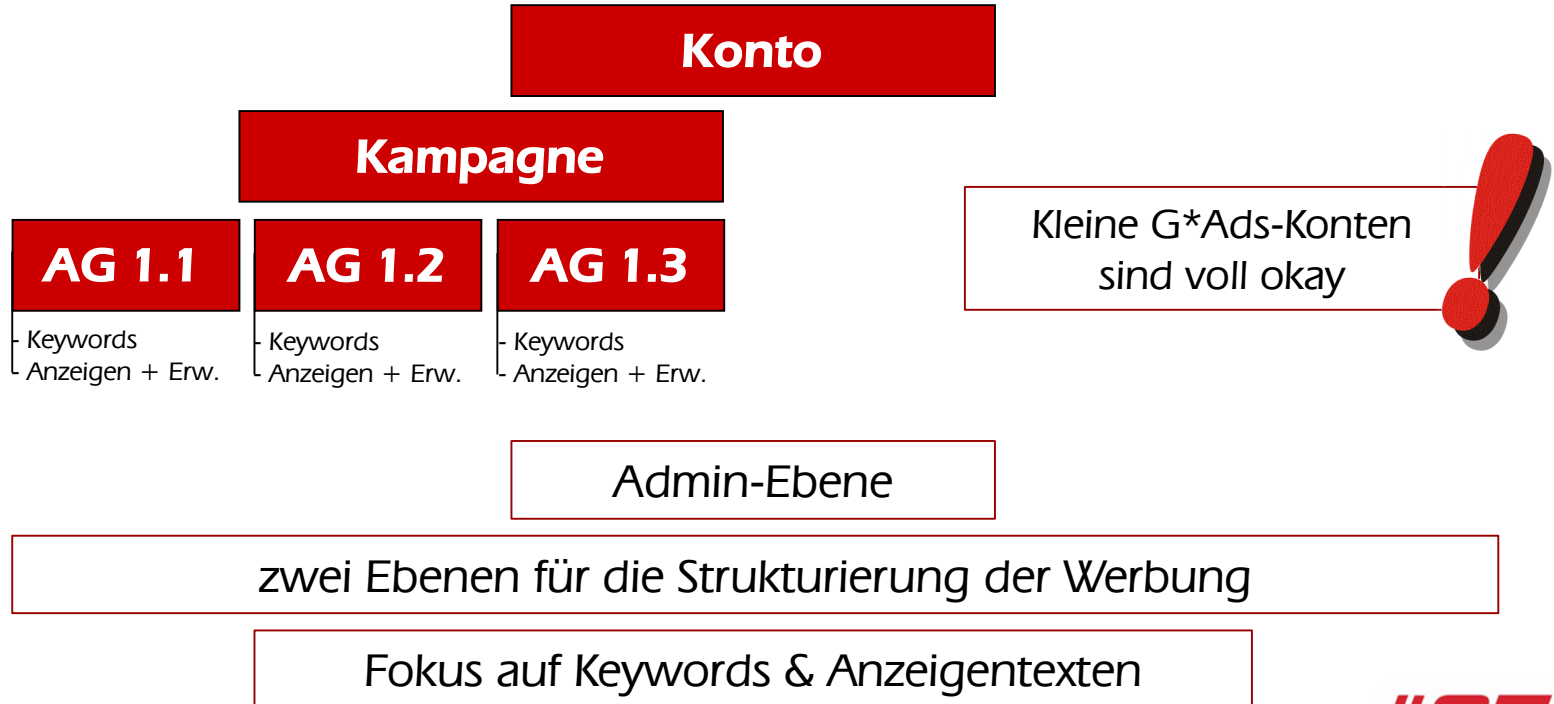 Konto
Kampagne
AG 1.1
AG 1.2
AG 1.3
- Keywords
- Anzeigen + Erw.
- Keywords
- Anzeigen + Erw.
- Keywords
- Anzeigen + Erw.
Kleine G*Ads-Konten
sind voll okay
Admin-Ebene
zwei Ebenen für die Strukturierung der Werbung
Fokus auf Keywords & Anzeigentexten